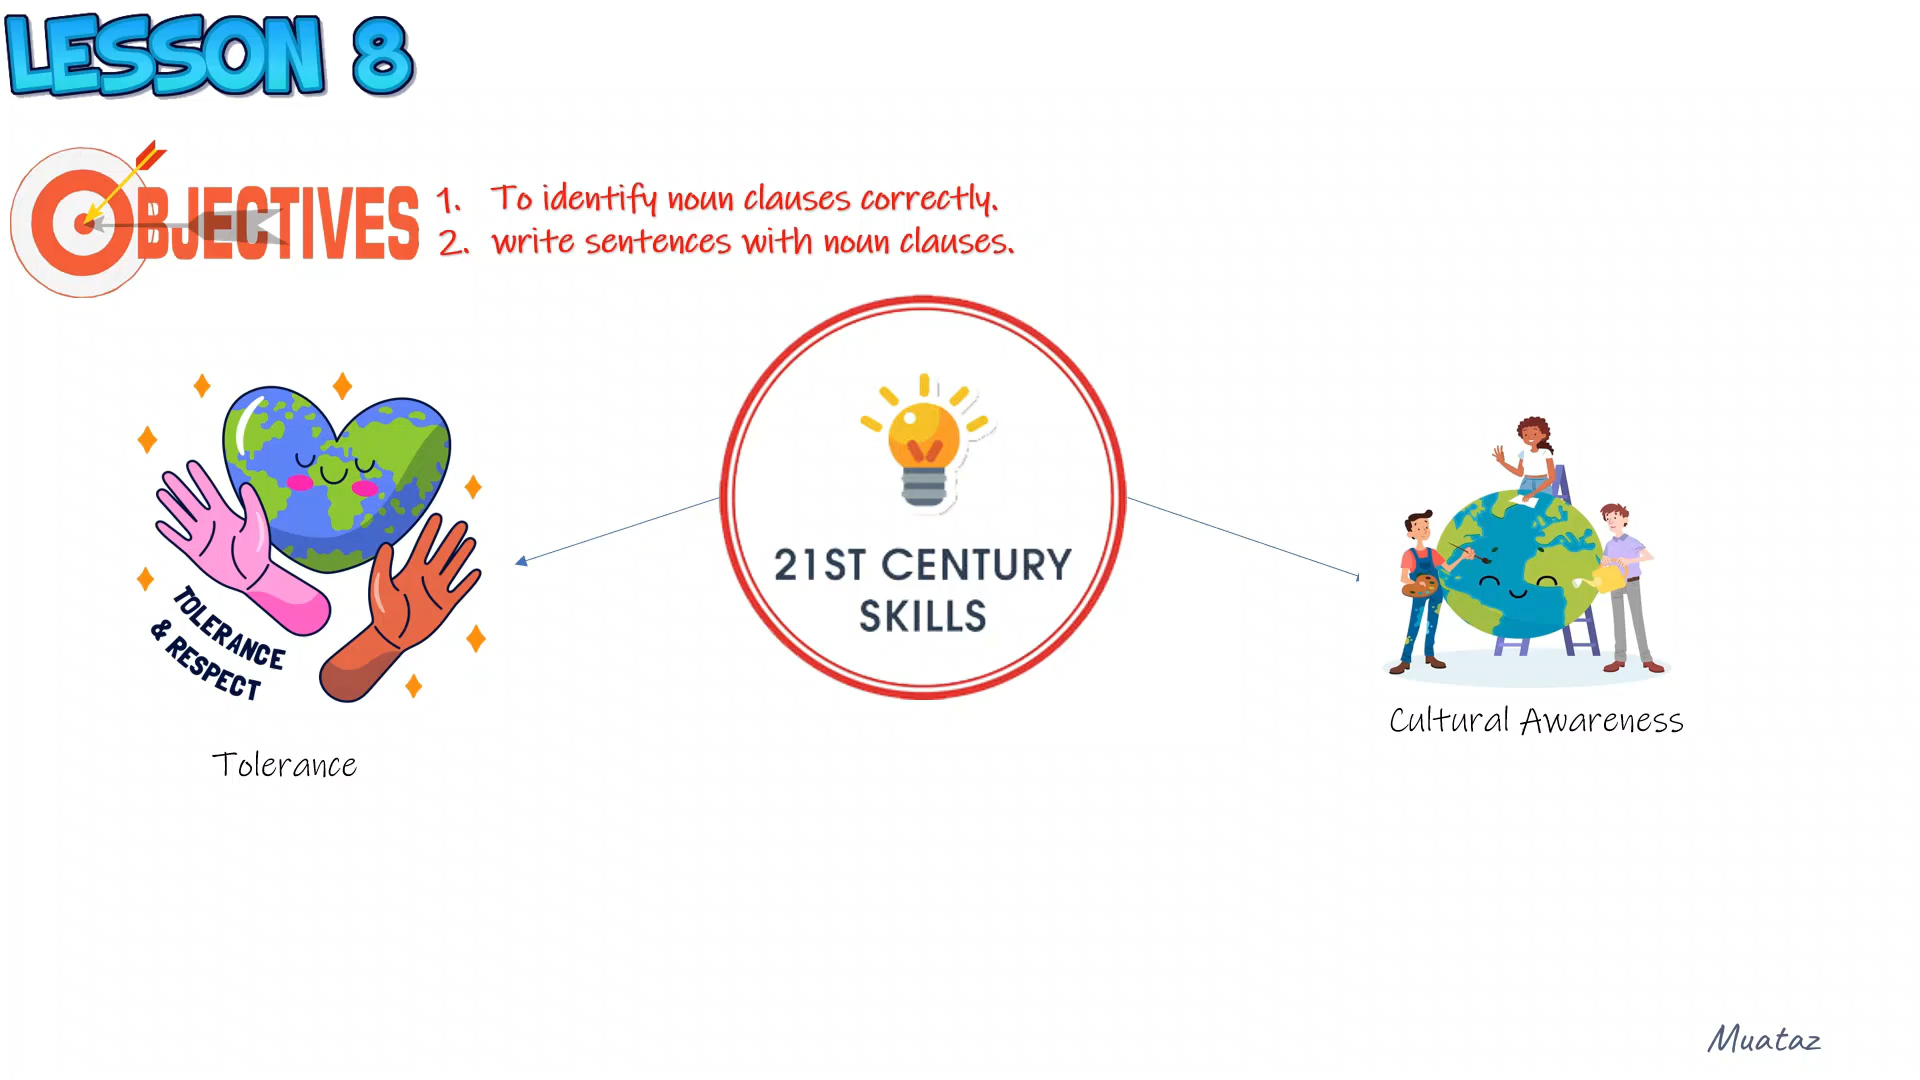 LESSON 8
OBJECTIVES
1. To identify noun clauses correctly.
2. write sentences with noun clauses.
21ST CENTURY
SKILLS
TOLERANCE
& RESPECT
Tolerance
Cultural Awareness
Muataz